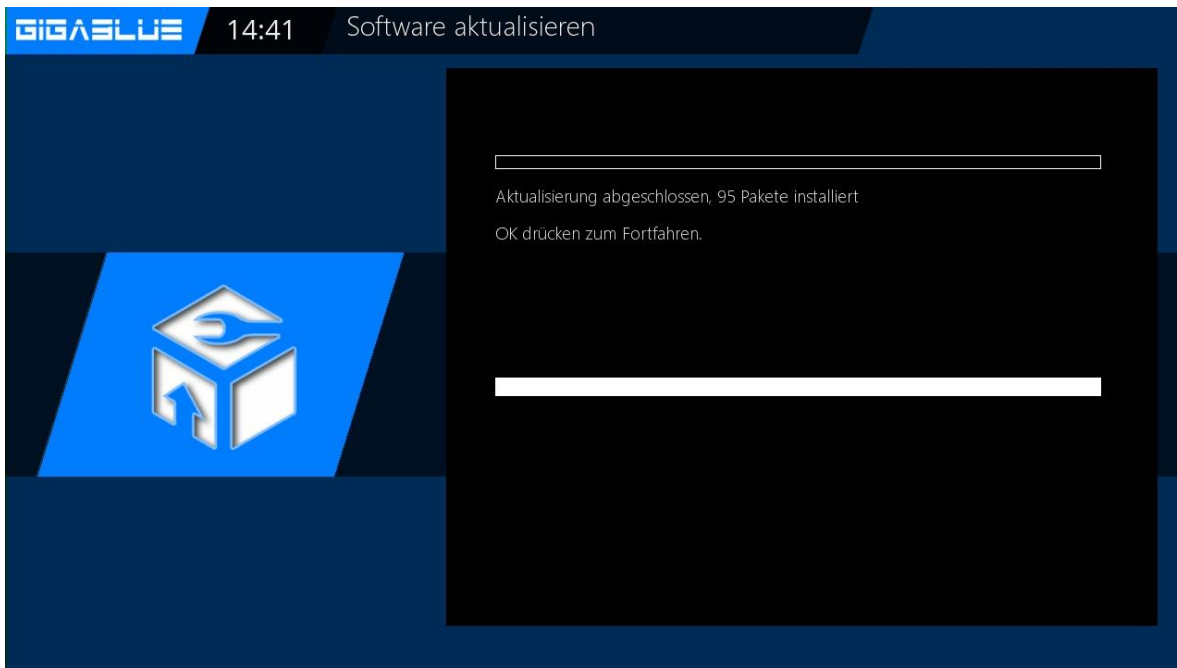 GIGABLUE
14:41
Software aktualisieren
Aktualisierung abgeschlossen, 95 Pakete installiert
OK drücken zum Fortfahren.